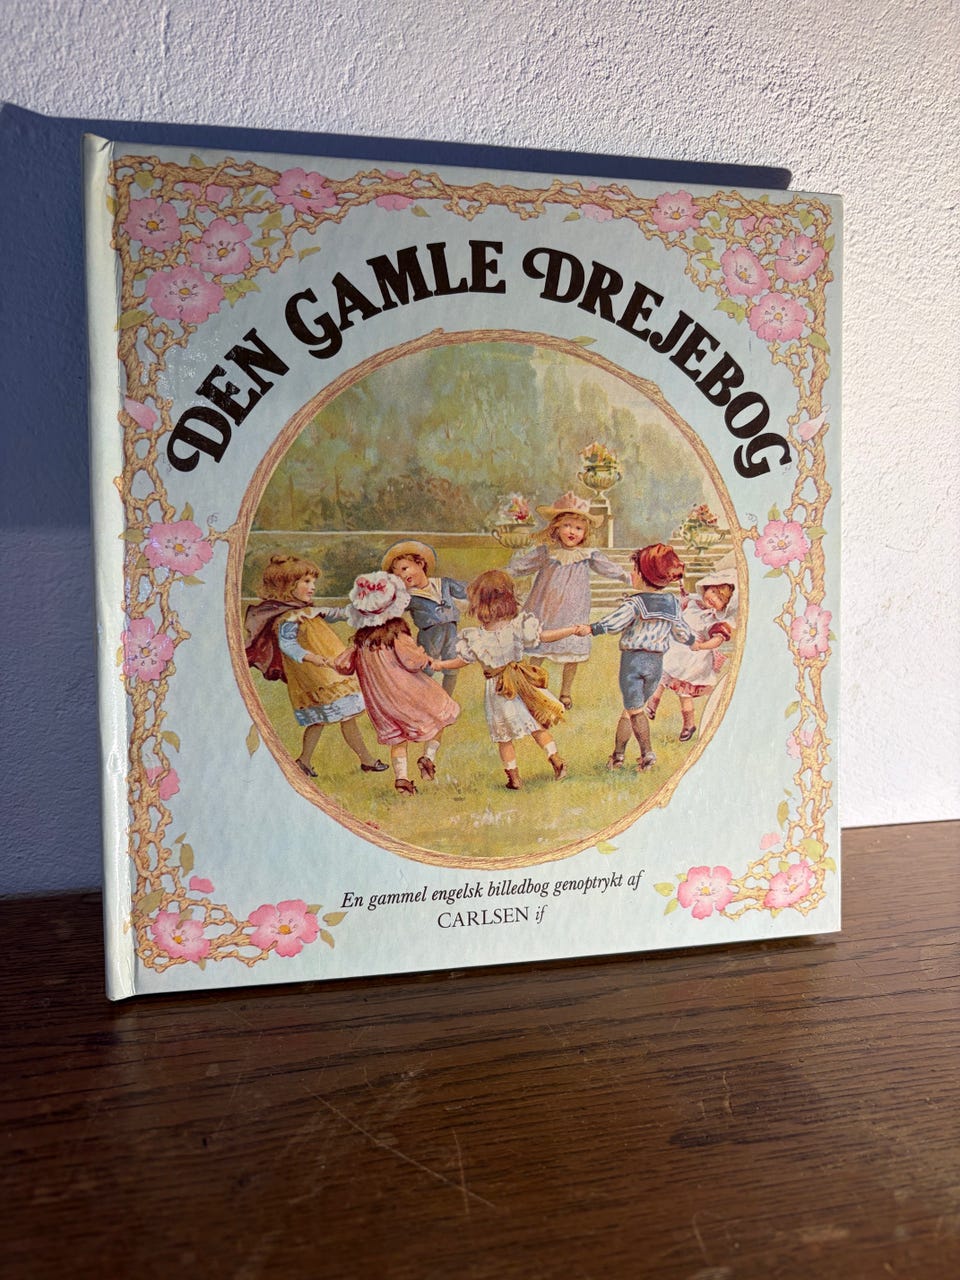 DEN GAMLE DREJEBOG
En gammel engelsk billedbog genoptrykt af
CARLSEN if